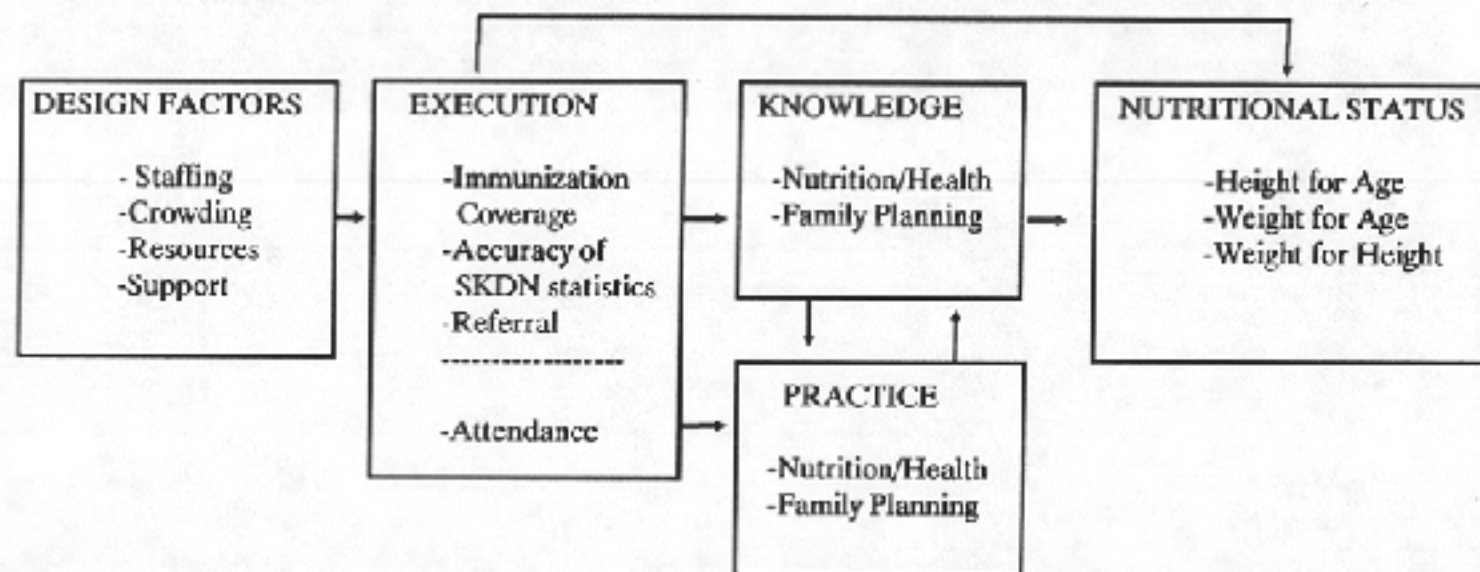 DESIGN FACTORS
- Staffing
-Crowding
-Resources
-Support
EXECUTION
-Immunization
Coverage
-Accuracy of
SKDN statistics
-Referral
--------------------
-Attendance
KNOWLEDGE
-Nutrition/Health
-Family Planning
PRACTICE
-Nutrition/Health
-Family Planning
NUTRITIONAL STATUS
-Height for Age
-Weight for Age
-Weight for Height